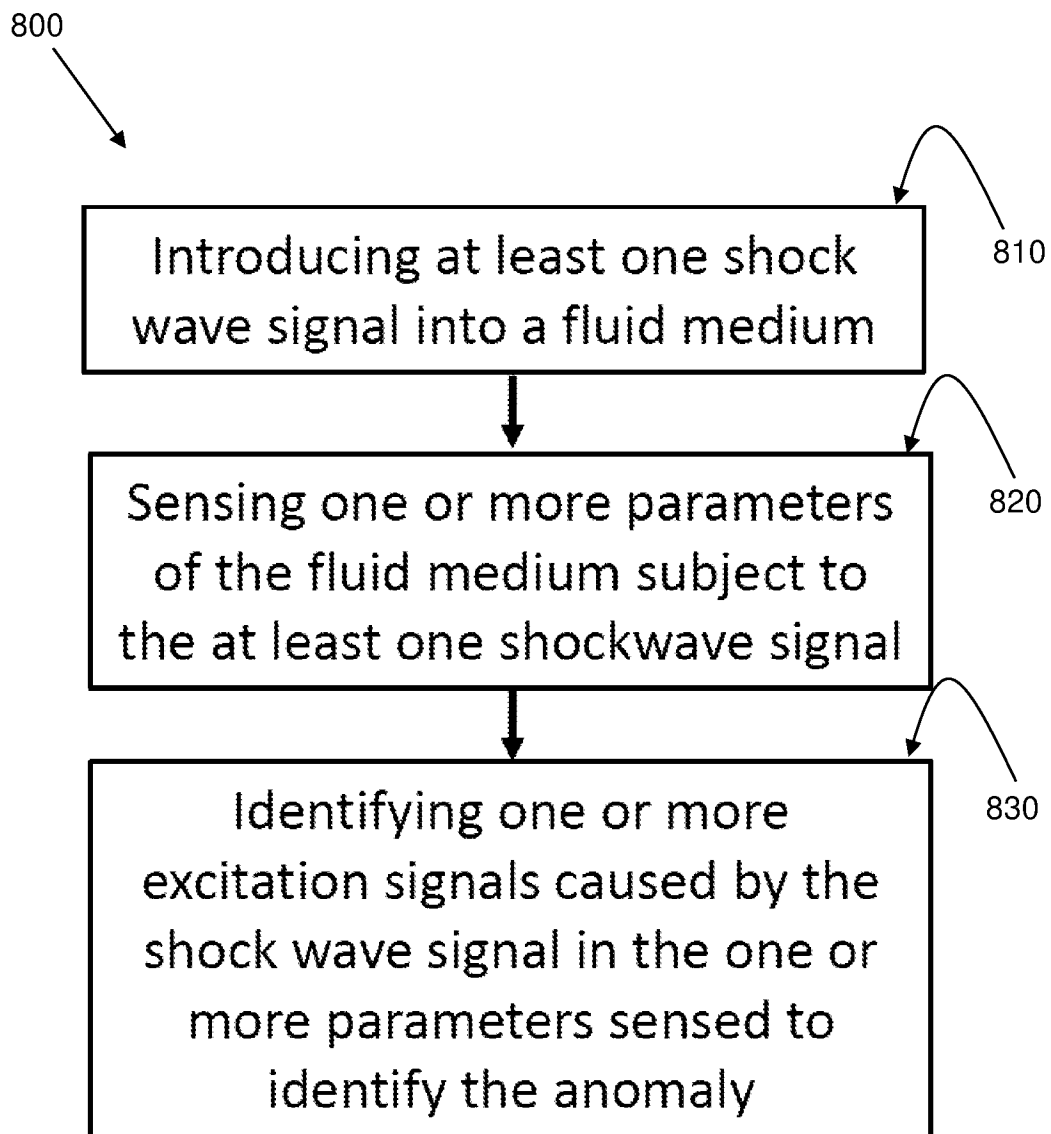 800
810
Introducing at least one shock
wave signal into a fluid medium
820
Sensing one or more parameters
of the fluid medium subject to
the at least one shockwave signal
830
Identifying one or more
excitation signals caused by the
shock wave signal in the one or
more parameters sensed to
identify the anomaly